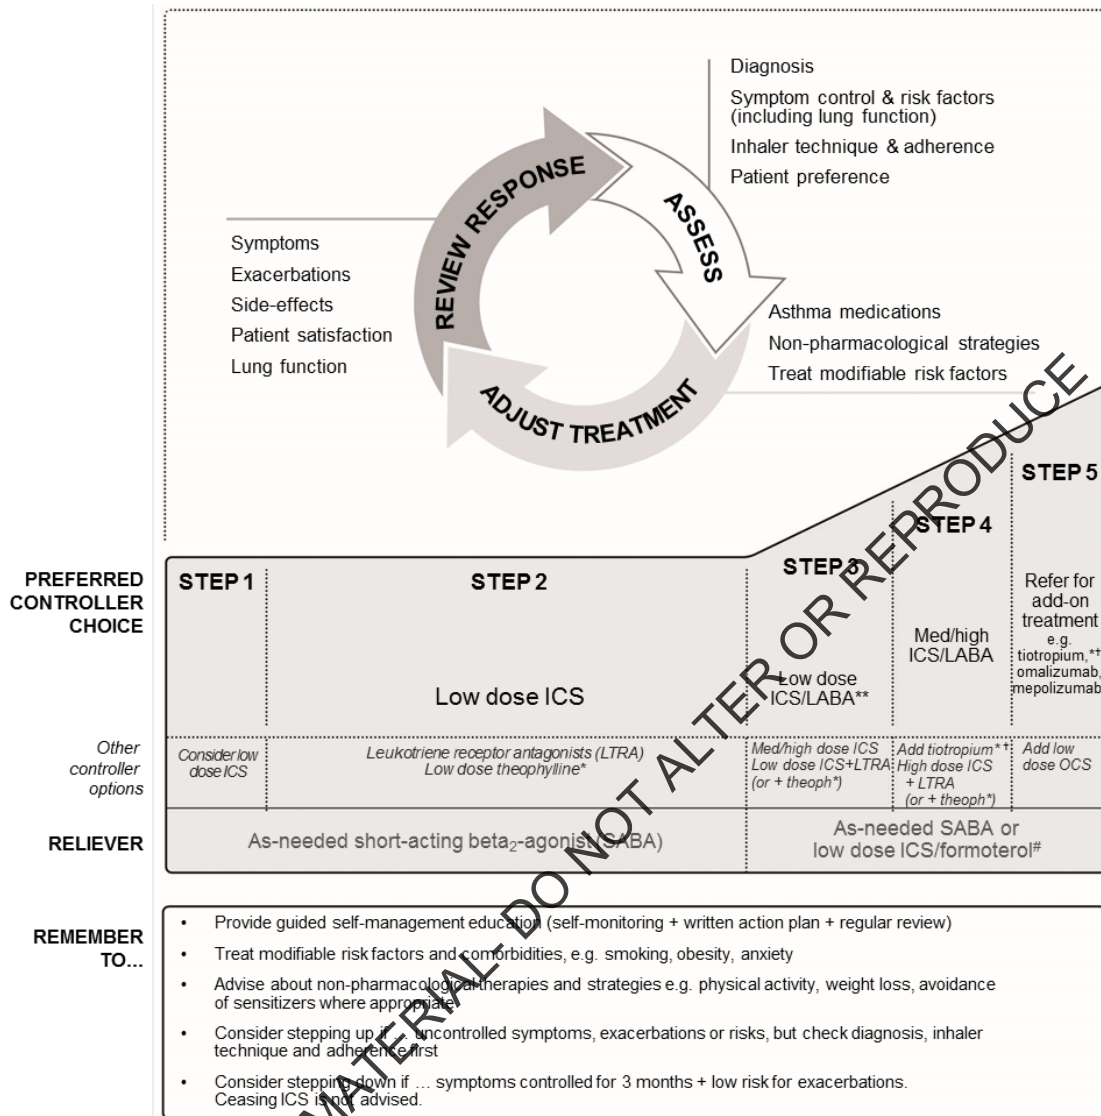 Diagnosis
Symptom control & risk factors
(including lung function)
Inhaler technique & adherence
Patient preference
REVIEW RESPONSE
ASSESS
ADJUST TREATMENT
Symptoms
Exacerbations
Side-effects
Patient satisfaction
Lung function
Asthma medications
Non-pharmacological strategies
Treat modifiable risk factors
PREFERRED
CONTROLLER
CHOICE
STEP 1
STEP 2
Low dose ICS
STEP 3
Low dose
ICS/LABA**
STEP 4
Med/high
ICS/LABA
STEP 5
Refer for
add-on
treatment
e.g.
tiotropium,*†
omalizumab,
mepolizumab
Other
controller
options
Consider low
dose ICS
Leukotriene receptor antagonists (LTRA)
Low dose theophylline*
Med/high dose ICS
Low dose ICS+LTRA
(or + theoph*)
Add tiotropium*†
High dose ICS
+ LTRA
(or + theoph*)
Add low
dose OCS
RELIEVER
As-needed short-acting beta₂-agonist (SABA)
As-needed SABA or
low dose ICS/formoterol#
REMEMBER
TO...
• Provide guided self-management education (self-monitoring + written action plan + regular review)
• Treat modifiable risk factors and comorbidities, e.g. smoking, obesity, anxiety
• Advise about non-pharmacological therapies and strategies e.g. physical activity, weight loss, avoidance
of sensitizers where appropriate
• Consider stepping up if ... uncontrolled symptoms, exacerbations or risks, but check diagnosis, inhaler
technique and adherence first
• Consider stepping down if ... symptoms controlled for 3 months + low risk for exacerbations.
Ceasing ICS is not advised.
MATERIAL- DO NOT ALTER OR REPRODUCE